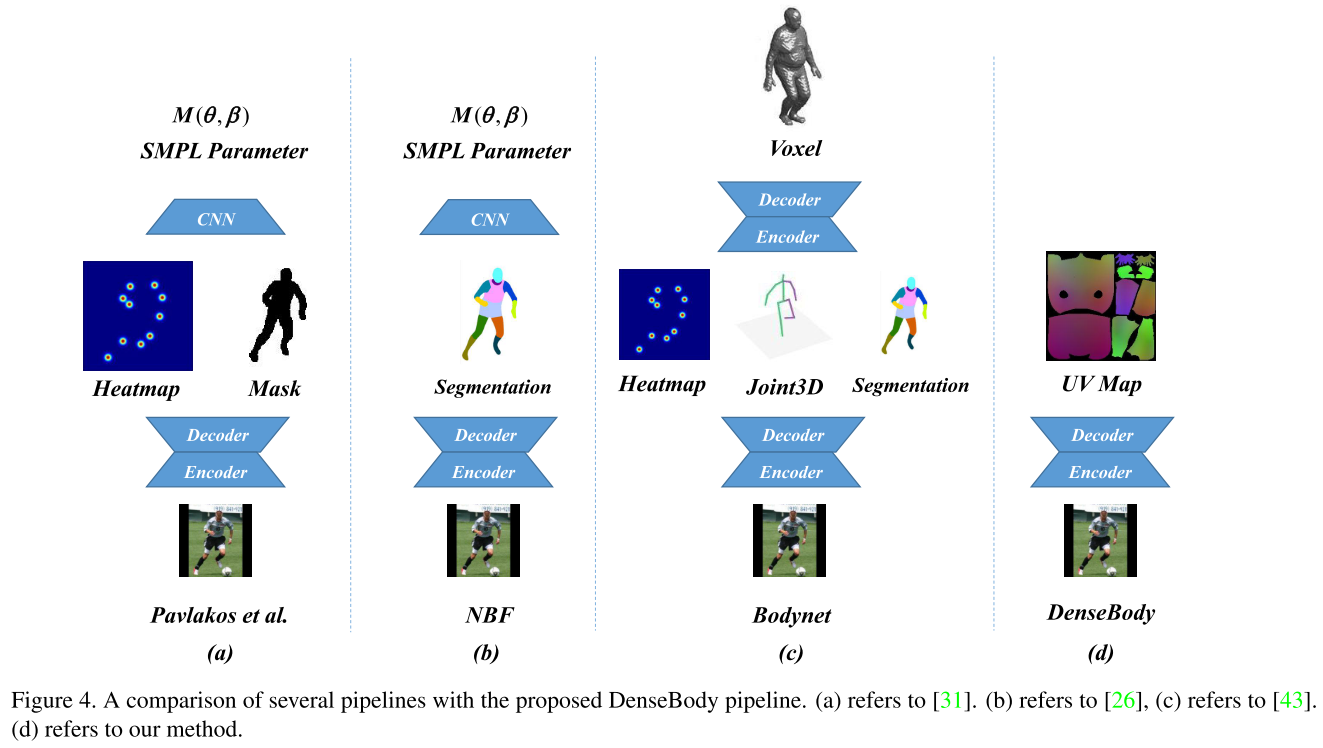 M(θ, β)
SMPL Parameter
CNN
Heatmap
Mask
Decoder
Encoder
Pavlakos et al.
(a)
M(θ, β)
SMPL Parameter
CNN
Segmentation
Decoder
Encoder
NBF
(b)
Voxel
Decoder
Encoder
Heatmap
Joint3D
Segmentation
Decoder
Encoder
Bodynet
(c)
UV Map
Decoder
Encoder
DenseBody
(d)
Figure 4. A comparison of several pipelines with the proposed DenseBody pipeline. (a) refers to [31]. (b) refers to [26], (c) refers to [43].
(d) refers to our method.